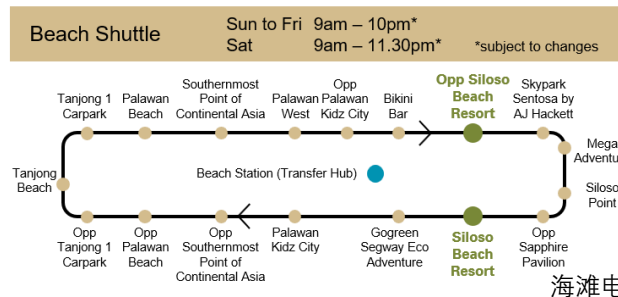 Beach Shuttle
Sun to Fri 9am – 10pm*
Sat 9am – 11.30pm* *subject to changes
Tanjong 1
Carpark
Palawan
Beach
Southernmost
Point of
Continental Asia
Palawan
West
Opp
Palawan
Kidz City
Bikini
Bar
Opp Siloso
Beach
Resort
Skypark
Sentosa by
AJ Hackett
Mega
Adventu
Siloso
Point
Tanjong
Beach
Beach Station (Transfer Hub)
Opp
Tanjong 1
Carpark
Opp
Palawan
Beach
Opp
Southernmost
Point of
Continental Asia
Palawan
Kidz City
Gogreen
Segway Eco
Adventure
Siloso
Beach
Resort
Opp
Sapphire
Pavilion
海滩电